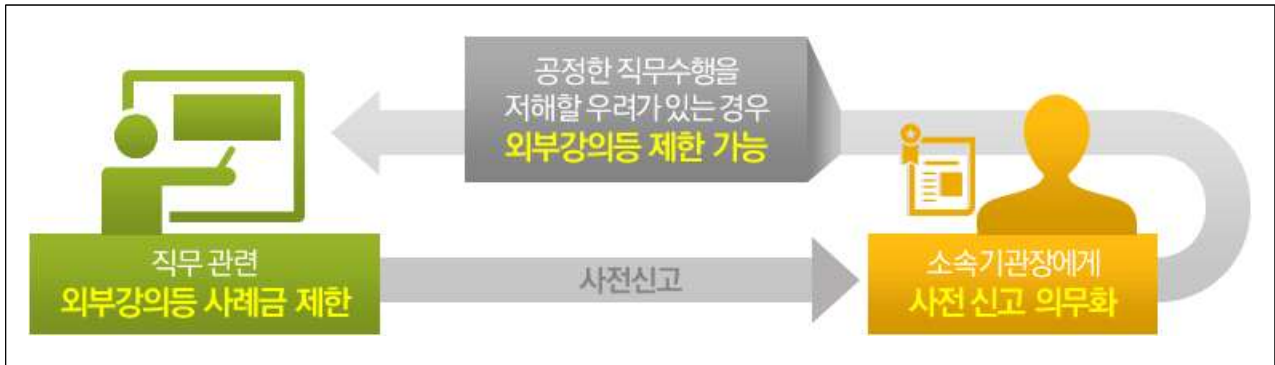 공정한 직무수행을
저해할 우려가 있는 경우
외부강의등 제한 가능
직무 관련
외부강의등 사례금 제한
사전신고
소속기관장에게
사전 신고 의무화